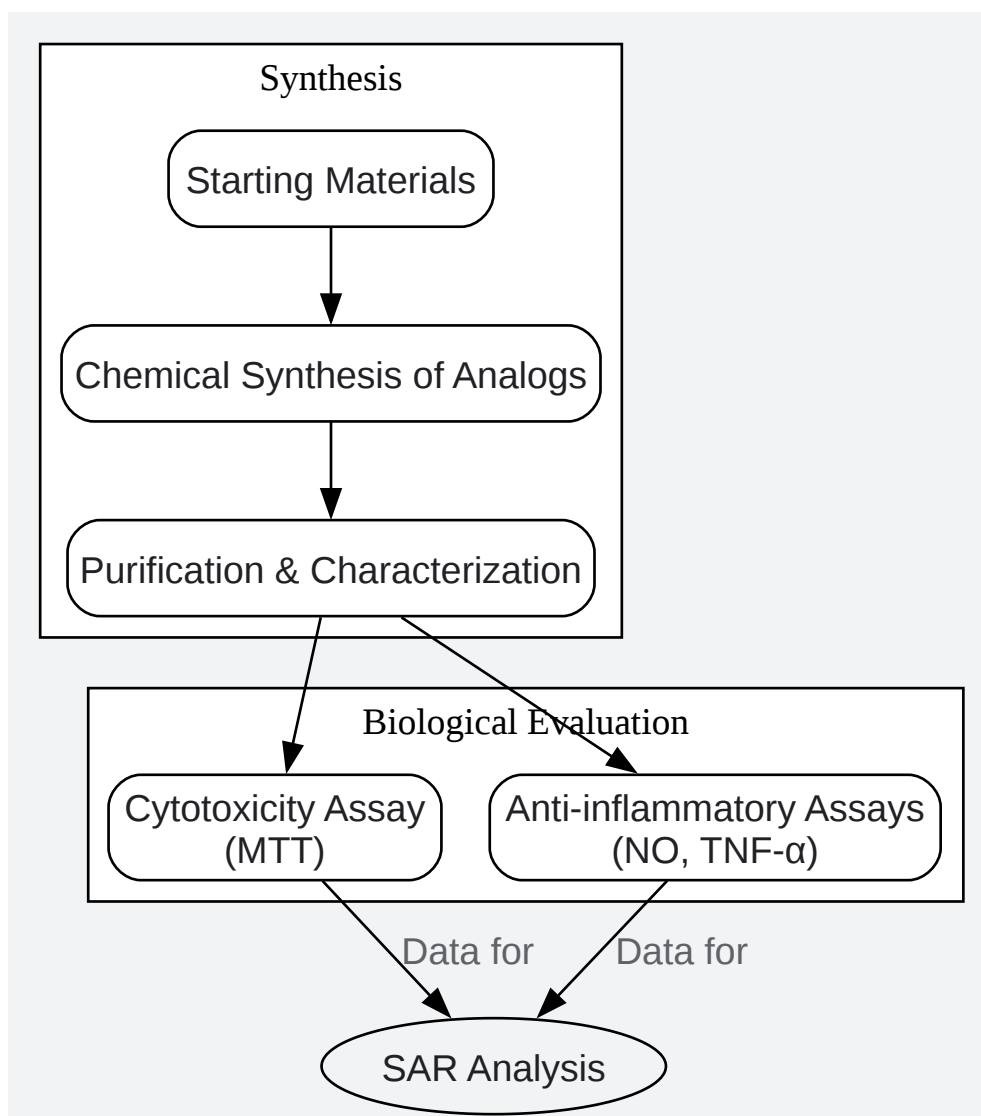 Synthesis
Starting Materials
Chemical Synthesis of Analogs
Purification & Characterization
Biological Evaluation
Cytotoxicity Assay
(MTT)
Anti-inflammatory Assays
(NO, TNF-α)
Data for
Data for
SAR Analysis